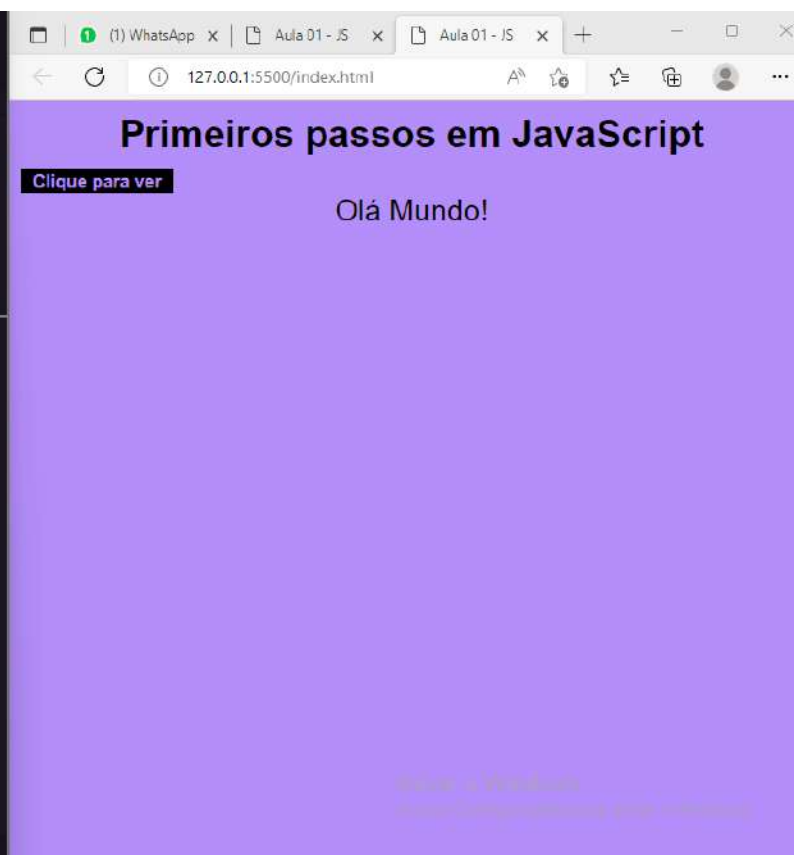 (1) WhatsApp
Aula 01 - JS
Aula 01 - JS
127.0.0.1:5500/index.html
Primeiros passos em JavaScript
Clique para ver
Olá Mundo!